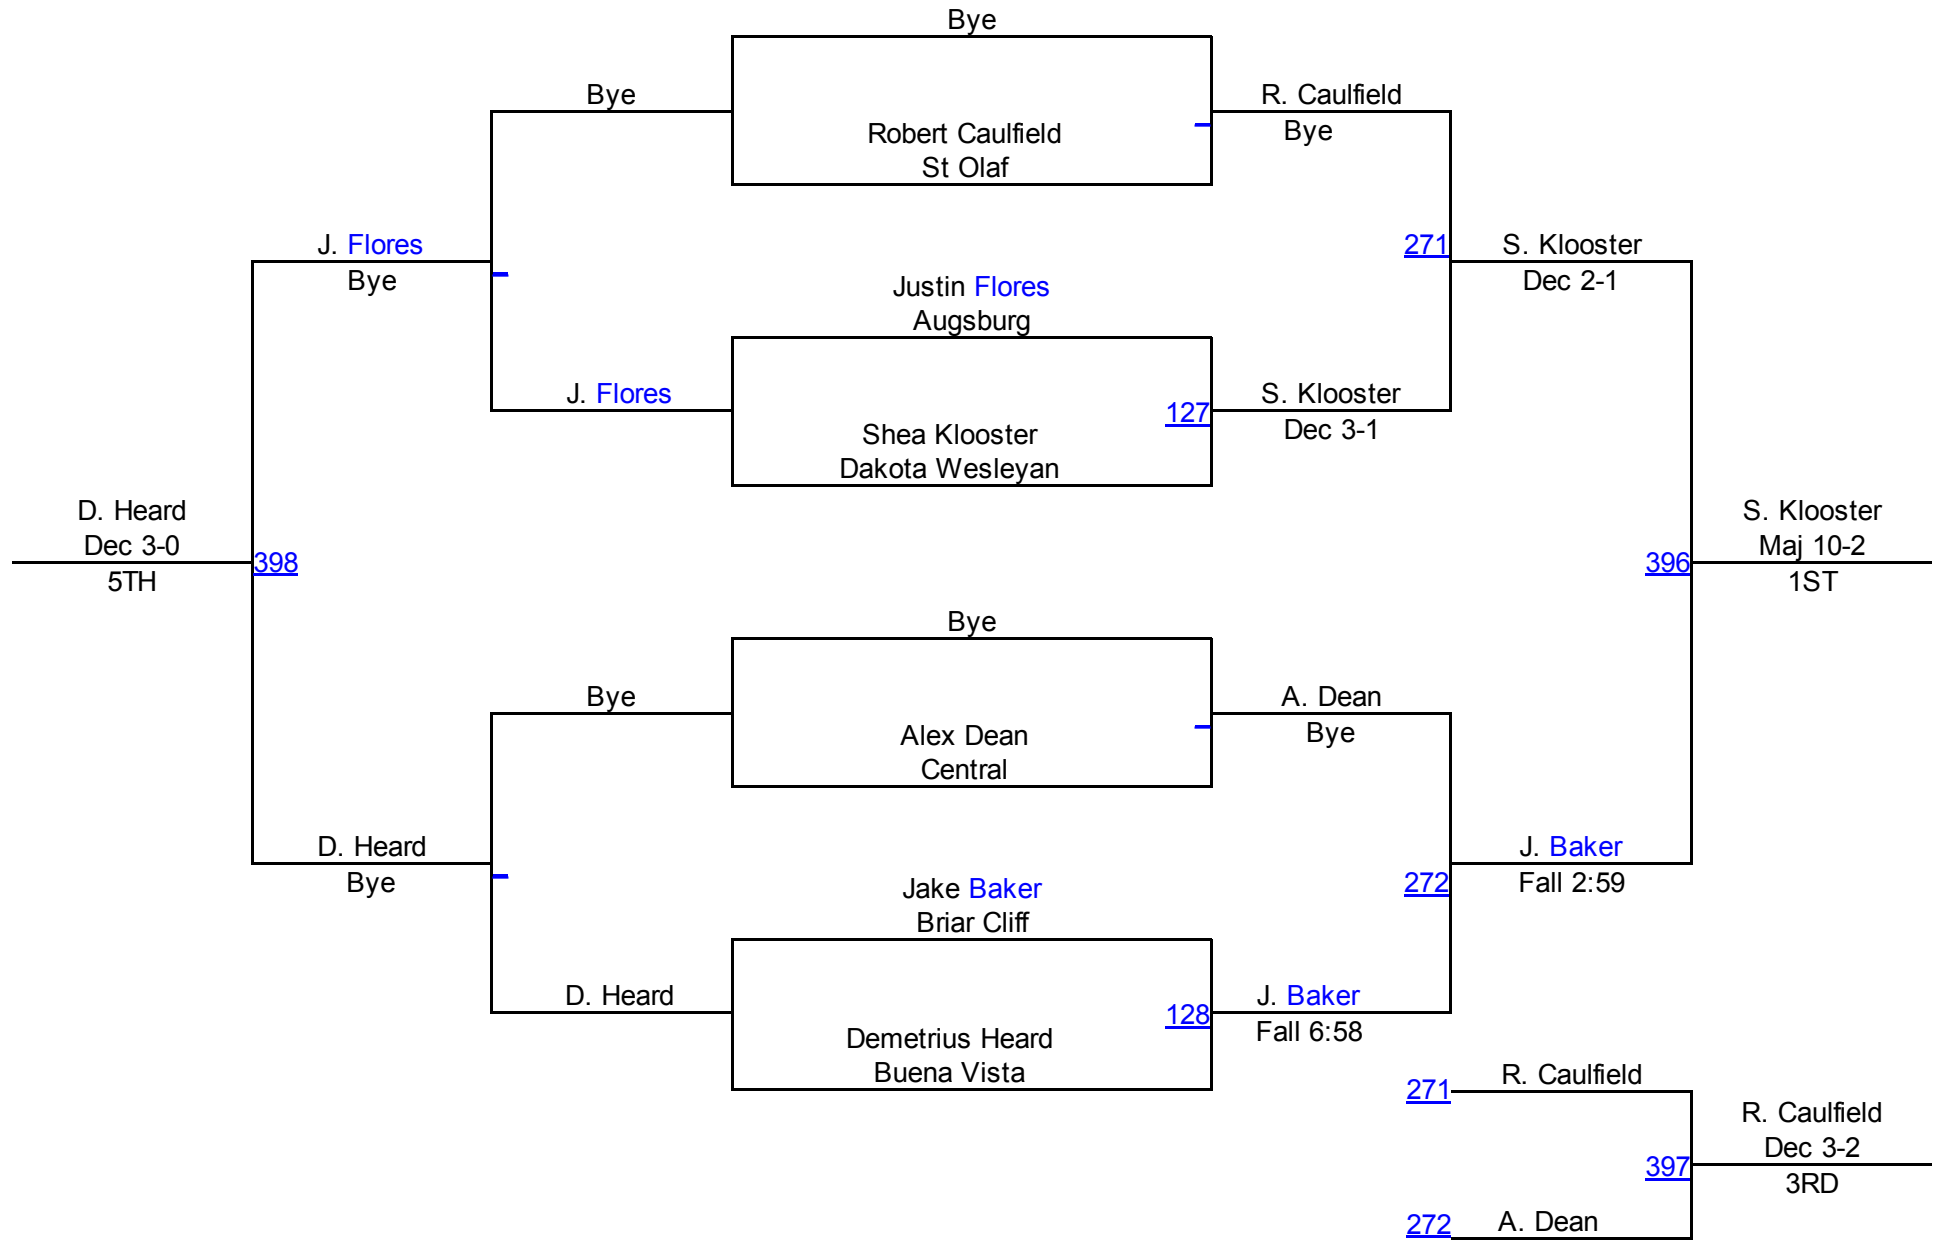 Bye
Bye
R. Caulfield
Robert Caulfield
Bye
St Olaf
J. Flores
271
S. Klooster
Bye
Dec 2-1
Justin Flores
Augsburg
J. Flores
S. Klooster
127
Shea Klooster
Dec 3-1
Dakota Wesleyan
D. Heard
Dec 3-0
398
5TH
S. Klooster
Maj 10-2
396
1ST
Bye
Bye
A. Dean
Alex Dean
Bye
Central
D. Heard
J. Baker
Bye
Jake Baker
272
Fall 2:59
Briar Cliff
D. Heard
J. Baker
128
Demetrius Heard
Fall 6:58
Buena Vista
271
R. Caulfield
R. Caulfield
Dec 3-2
397
3RD
272
A. Dean